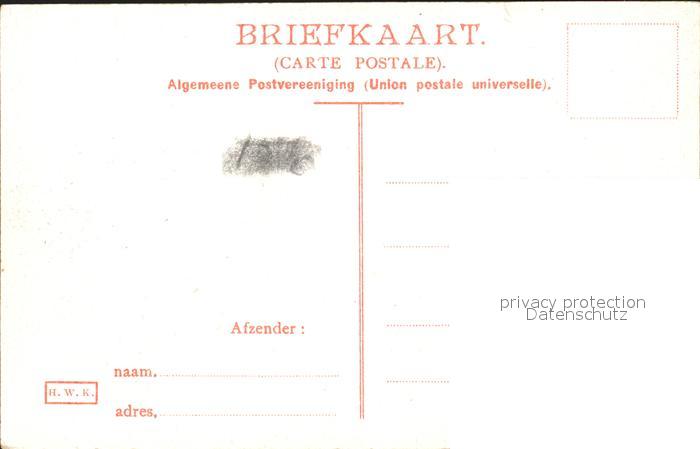 BRIEFKAART.
(CARTE POSTALE).
Algemeene Postvereeniging (Union postale universelle).
privacy protection
Datenschutz
Afzender :
naam.
H. W. K.
adres.